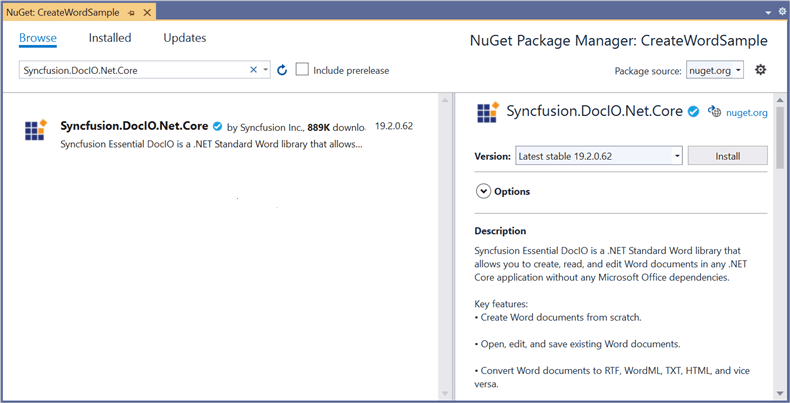 NuGet: CreateWordSample
Browse Installed Updates
NuGet Package Manager: CreateWordSample
Syncfusion.DocIO.Net.Core
Include prerelease
Package source: nuget.org
Syncfusion.DocIO.Net.Core by Syncfusion Inc., 889K downlo 19.2.0.62
Syncfusion Essential DocIO is a .NET Standard Word library that allows...
Syncfusion.DocIO.Net.Core nuget.org
Version: Latest stable 19.2.0.62 Install
Options
Description
Syncfusion Essential DocIO is a .NET Standard Word library that
allows you to create, read, and edit Word documents in any .NET
Core application without any Microsoft Office dependencies.
Key features:
• Create Word documents from scratch.
• Open, edit, and save existing Word documents.
• Convert Word documents to RTF, WordML, TXT, HTML, and vice
versa.